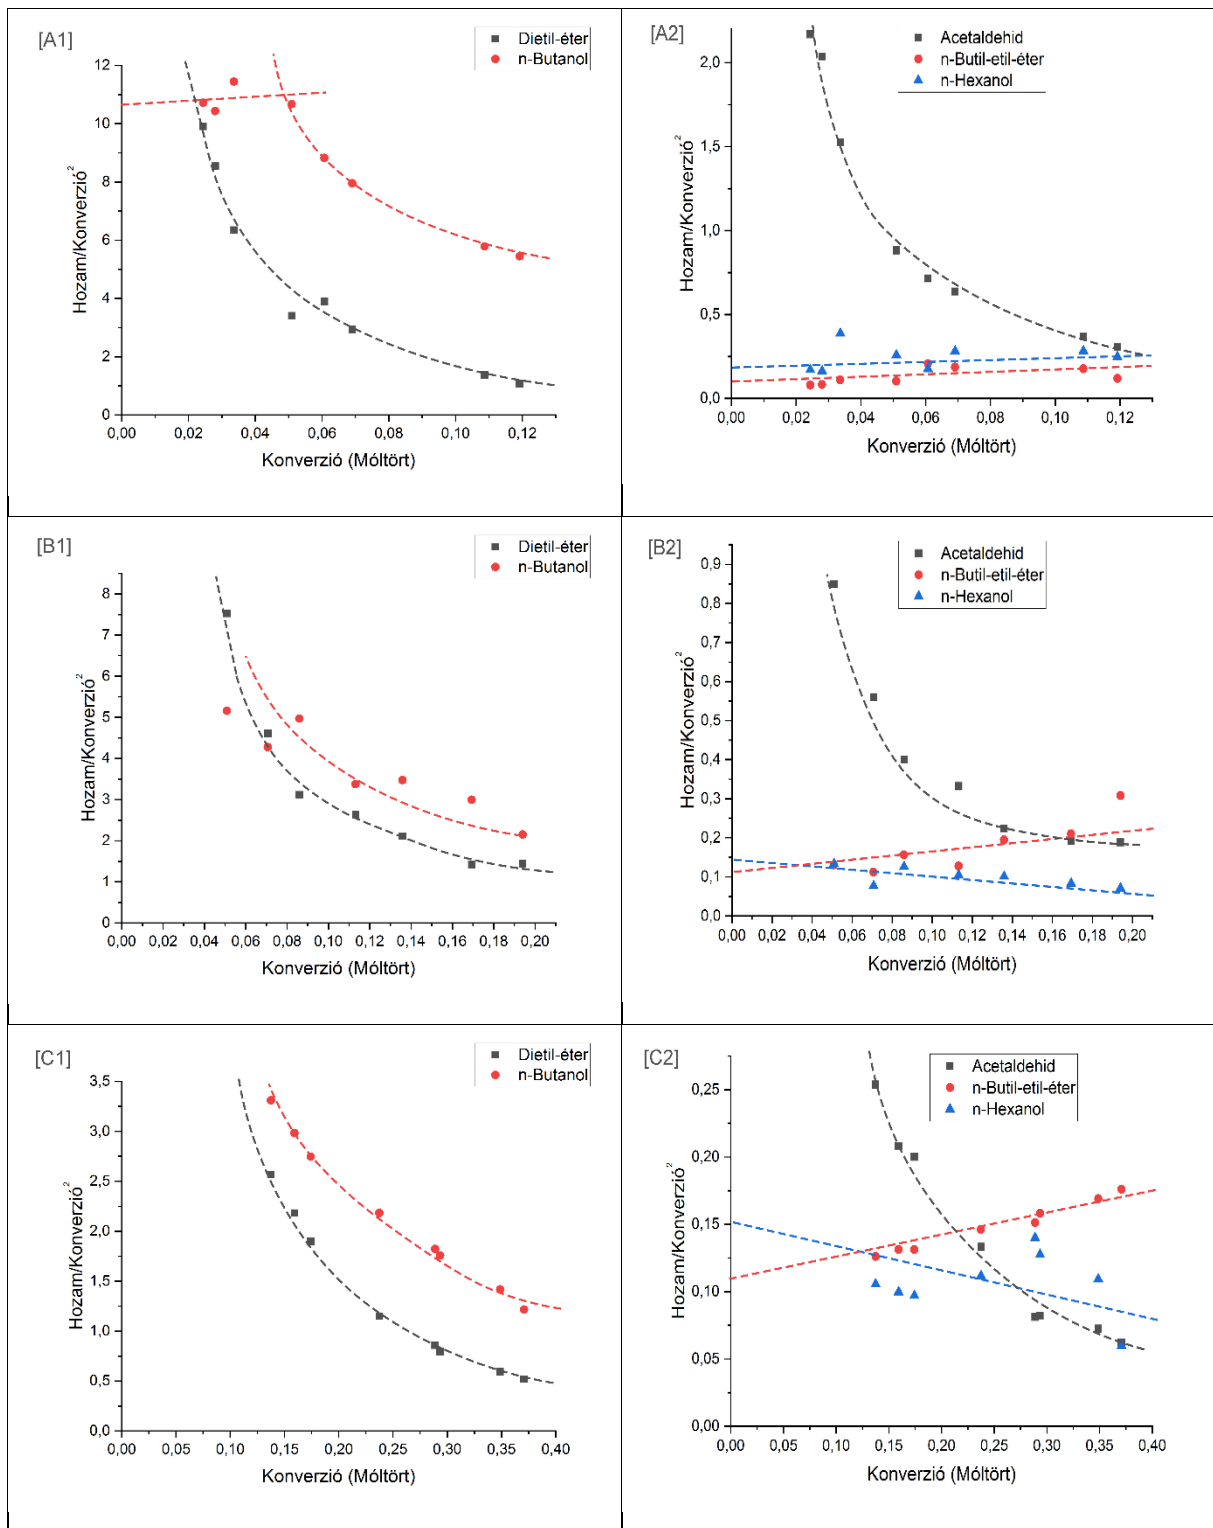 [A1]
Dietil-éter
n-Butanol
12
10
8
6
4
2
0
0,00 0,02 0,04 0,06 0,08 0,10 0,12
Hozam/Konverzió²
Konverzió (Móltört)
[A2]
Acetaldehid
n-Butil-etil-éter
n-Hexanol
2,0
1,5
1,0
0,5
0,0
0,00 0,02 0,04 0,06 0,08 0,10 0,12
Hozam/Konverzió²
Konverzió (Móltört)
[B1]
Dietil-éter
n-Butanol
8
7
6
5
4
3
2
1
0
0,00 0,02 0,04 0,06 0,08 0,10 0,12 0,14 0,16 0,18 0,20
Hozam/Konverzió²
Konverzió (Móltört)
[B2]
Acetaldehid
n-Butil-etil-éter
n-Hexanol
0,9
0,8
0,7
0,6
0,5
0,4
0,3
0,2
0,1
0,0
0,00 0,02 0,04 0,06 0,08 0,10 0,12 0,14 0,16 0,18 0,20
Hozam/Konverzió²
Konverzió (Móltört)
[C1]
Dietil-éter
n-Butanol
3,5
3,0
2,5
2,0
1,5
1,0
0,5
0,0
0,00 0,05 0,10 0,15 0,20 0,25 0,30 0,35 0,40
Hozam/Konverzió²
Konverzió (Móltört)
[C2]
Acetaldehid
n-Butil-etil-éter
n-Hexanol
0,25
0,20
0,15
0,10
0,05
0,00
0,00 0,05 0,10 0,15 0,20 0,25 0,30 0,35 0,40
Hozam/Konverzió²
Konverzió (Móltört)